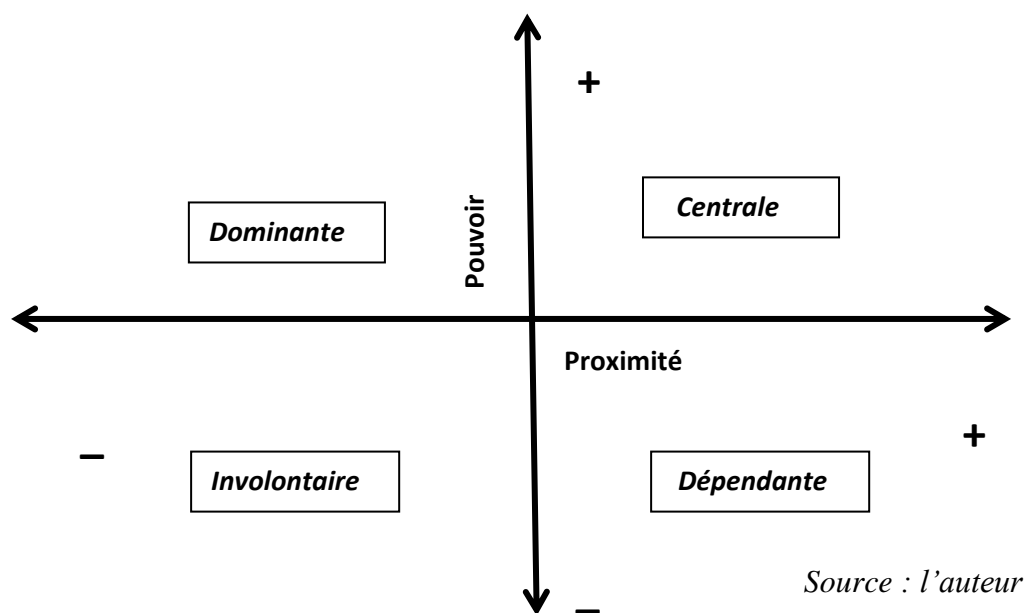 +
Pouvoir
Centrale
Dominante
Proximité
+
–
Involontaire
Dépendante
Source : l’auteur
–